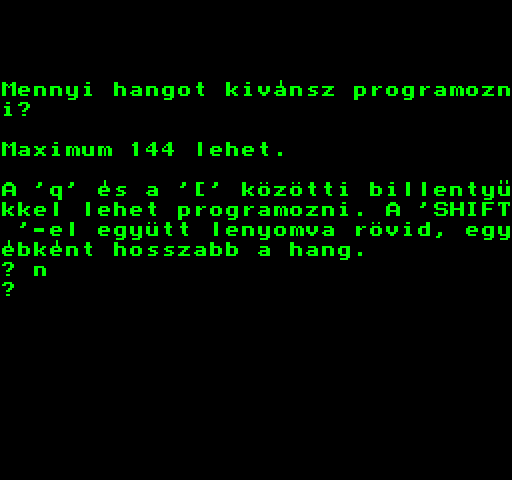 Mennyi hangot kivánsz programozn
i?
Maximum 144 lehet.
A 'q' és a '[' közötti billentyü
kkel lehet programozni. A 'SHIFT
'-el együtt lenyomva rövid, egy
ébként hosszabb a hang.
? n
?